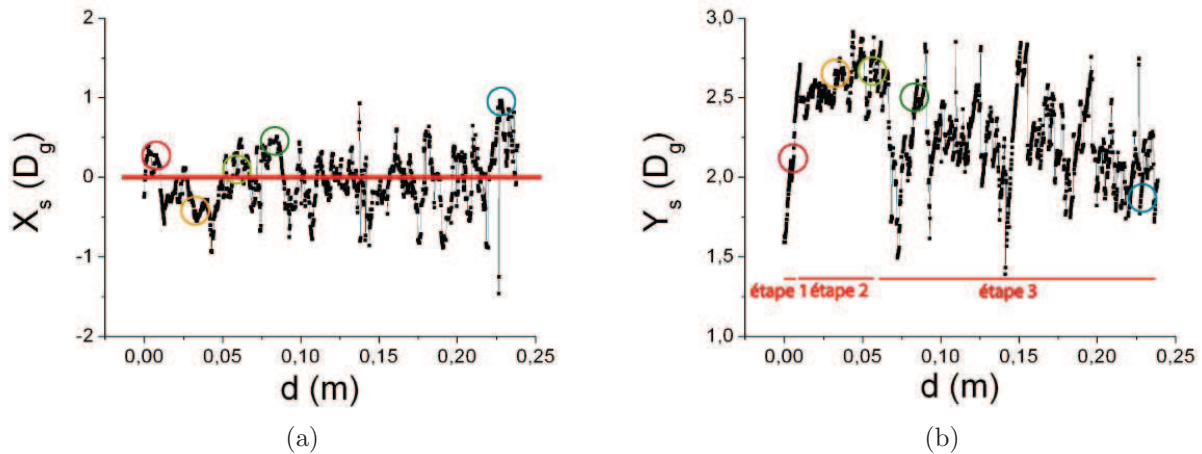 2
1
0
-1
-2
X_s (D_g)
0,00 0,05 0,10 0,15 0,20 0,25
d (m)
(a)
3,0
2,5
2,0
1,5
1,0
Y_s (D_g)
étape 1 étape 2 étape 3
0,00 0,05 0,10 0,15 0,20 0,25
d (m)
(b)